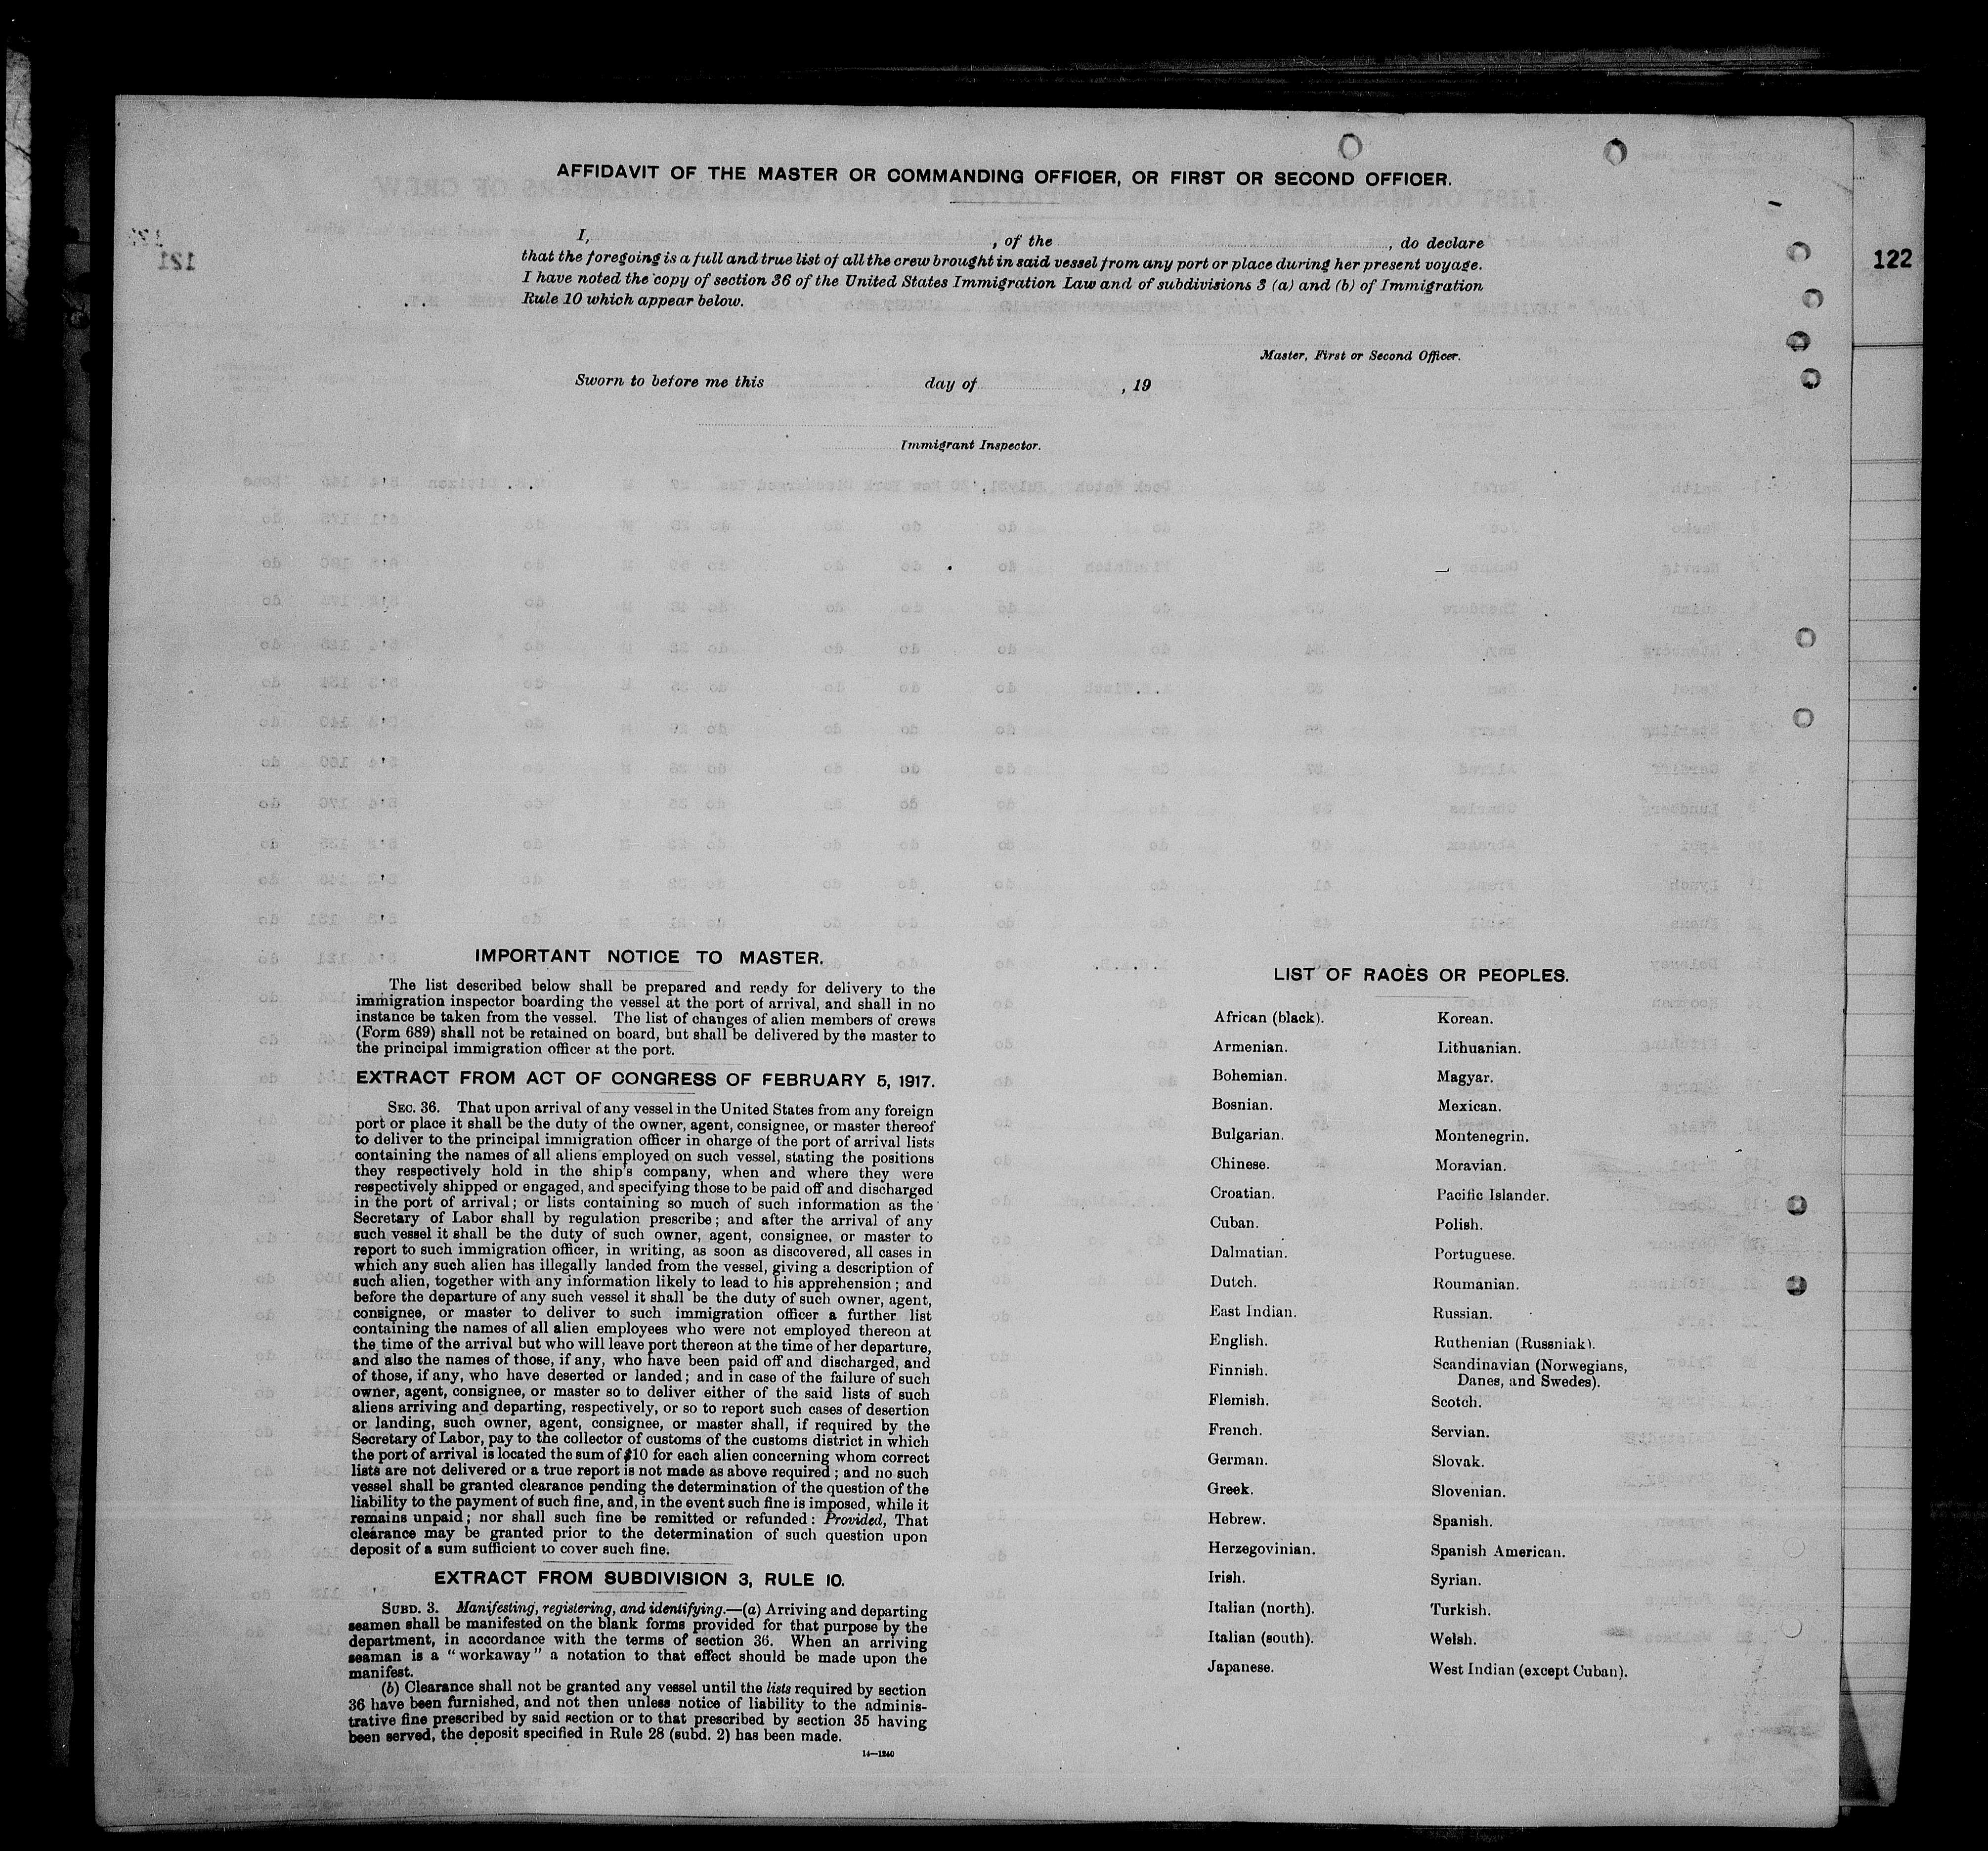 AFFIDAVIT OF THE MASTER OR COMMANDING OFFICER, OR FIRST OR SECOND OFFICER.
I, , of the , do declare
that the foregoing is a full and true list of all the crew brought in said vessel from any port or place during her present voyage.
I have noted the copy of section 36 of the United States Immigration Law and of subdivisions 3 (a) and (b) of Immigration
Rule 10 which appear below.
Master, First or Second Officer.
Sworn to before me this day of , 19
Immigrant Inspector.
121
122
IMPORTANT NOTICE TO MASTER.
The list described below shall be prepared and ready for delivery to the
immigration inspector boarding the vessel at the port of arrival, and shall in no
instance be taken from the vessel. The list of changes of alien members of crews
(Form 689) shall not be retained on board, but shall be delivered by the master to
the principal immigration officer at the port.
EXTRACT FROM ACT OF CONGRESS OF FEBRUARY 5, 1917.
SEC. 36. That upon arrival of any vessel in the United States from any foreign
port or place it shall be the duty of the owner, agent, consignee, or master thereof
to deliver to the principal immigration officer in charge of the port of arrival lists
containing the names of all aliens employed on such vessel, stating the positions
they respectively hold in the ship's company, when and where they were
respectively shipped or engaged, and specifying those to be paid off and discharged
in the port of arrival; or lists containing so much of such information as the
Secretary of Labor shall by regulation prescribe; and after the arrival of any
such vessel it shall be the duty of such owner, agent, consignee, or master to
report to such immigration officer, in writing, as soon as discovered, all cases in
which any such alien has illegally landed from the vessel, giving a description of
such alien, together with any information likely to lead to his apprehension; and
before the departure of any such vessel it shall be the duty of such owner, agent,
consignee, or master to deliver to such immigration officer a further list
containing the names of all alien employees who were not employed thereon at
the time of the arrival but who will leave port thereon at the time of her departure,
and also the names of those, if any, who have been paid off and discharged, and
of those, if any, who have deserted or landed; and in case of the failure of such
owner, agent, consignee, or master so to deliver either of the said lists of such
aliens arriving and departing, respectively, or so to report such cases of desertion
or landing, such owner, agent, consignee, or master shall, if required by the
Secretary of Labor, pay to the collector of customs of the customs district in which
the port of arrival is located the sum of $10 for each alien concerning whom correct
lists are not delivered or a true report is not made as above required; and no such
vessel shall be granted clearance pending the determination of the question of the
liability to the payment of such fine, and, in the event such fine is imposed, while it
remains unpaid; nor shall such fine be remitted or refunded: Provided, That
clearance may be granted prior to the determination of such question upon
deposit of a sum sufficient to cover such fine.
EXTRACT FROM SUBDIVISION 3, RULE 10.
SUBD. 3. Manifesting, registering, and identifying.—(a) Arriving and departing
seamen shall be manifested on the blank forms provided for that purpose by the
department, in accordance with the terms of section 36. When an arriving
seaman is a "workaway" a notation to that effect should be made upon the
manifest.
(b) Clearance shall not be granted any vessel until the lists required by section
36 have been furnished, and not then unless notice of liability to the adminis-
trative fine prescribed by said section or to that prescribed by section 35 having
been served, the deposit specified in Rule 28 (subd. 2) has been made.
14—1240
LIST OF RACES OR PEOPLES.
African (black).
Armenian.
Bohemian.
Bosnian.
Bulgarian.
Chinese.
Croatian.
Cuban.
Dalmatian.
Dutch.
East Indian.
English.
Finnish.
Flemish.
French.
German.
Greek.
Hebrew.
Herzegovinian.
Irish.
Italian (north).
Italian (south).
Japanese.
Korean.
Lithuanian.
Magyar.
Mexican.
Montenegrin.
Moravian.
Pacific Islander.
Polish.
Portuguese.
Roumanian.
Russian.
Ruthenian (Russniak).
Scandinavian (Norwegians,
Danes, and Swedes).
Scotch.
Servian.
Slovak.
Slovenian.
Spanish.
Spanish American.
Syrian.
Turkish.
Welsh.
West Indian (except Cuban).